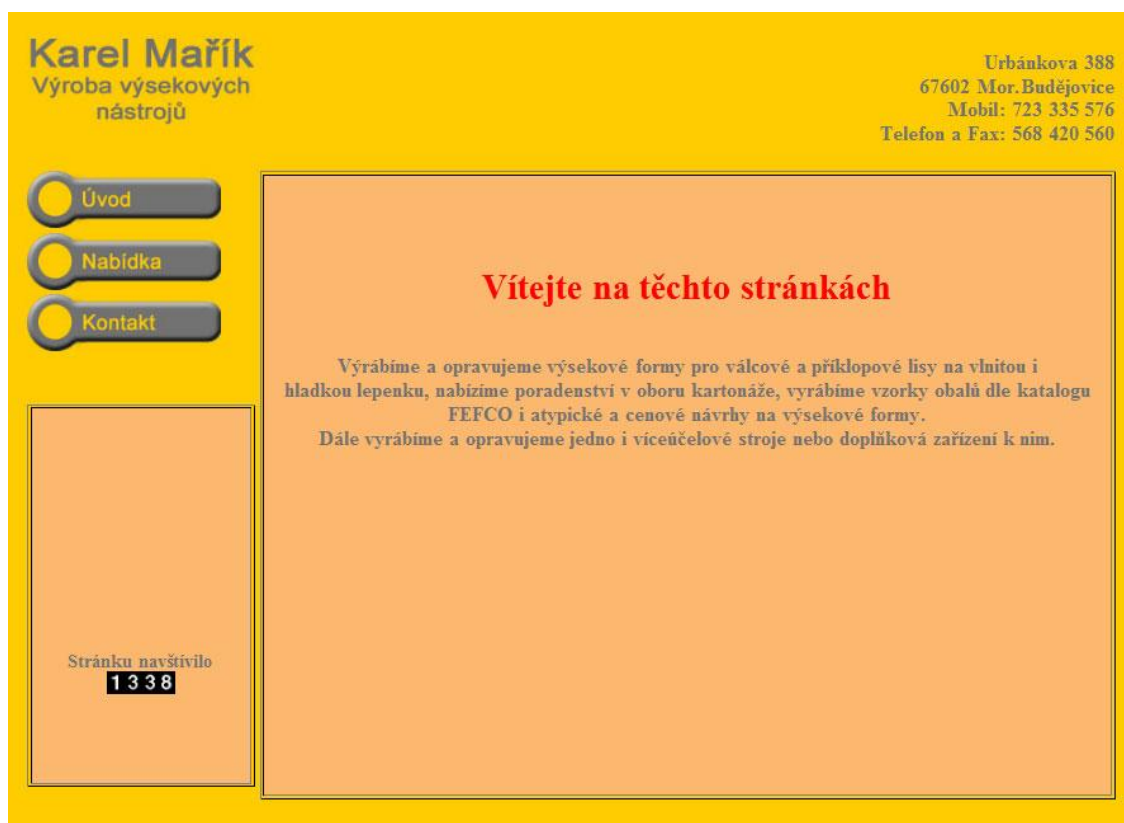 Karel Mařík
Výroba výsekových
nástrojů
Urbánkova 388
67602 Mor.Budějovice
Mobil: 723 335 576
Telefon a Fax: 568 420 560
Úvod
Nabídka
Kontakt
Vítejte na těchto stránkách
Výrábíme a opravujeme výsekové formy pro válcové a příklopové lisy na vlnitou i
hladkou lepenku, nabízíme poradenství v oboru kartonáže, vyrábíme vzorky obalů dle katalogu
FEFCO i atypické a cenové návrhy na výsekové formy.
Dále vyrábíme a opravujeme jedno i víceúčelové stroje nebo doplňková zařízení k nim.
Stránku navštívilo
1338